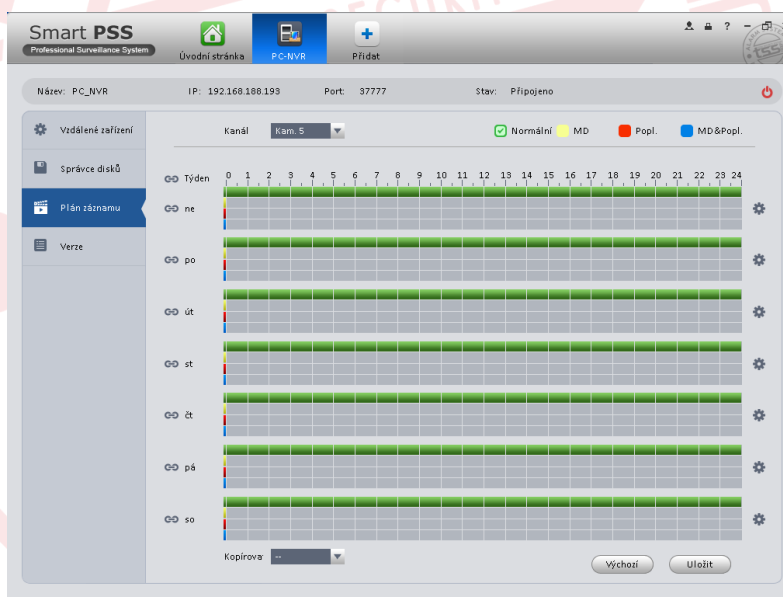 Smart PSS
Professional Surveillance System
Úvodní stránka
PC-NVR
Přidat
?
Název: PC_NVR IP: 192.168.188.193 Port: 37777 Stav: Připojeno
Vzdálené zařízení
Správce disků
Plán záznamu
Verze
Kanál Kam. 5 Normální MD Popl. MD&Popl.
Týden 0 1 2 3 4 5 6 7 8 9 10 11 12 13 14 15 16 17 18 19 20 21 22 23 24
ne
po
út
st
čt
pá
so
Kopírova --
Výchozí Uložit